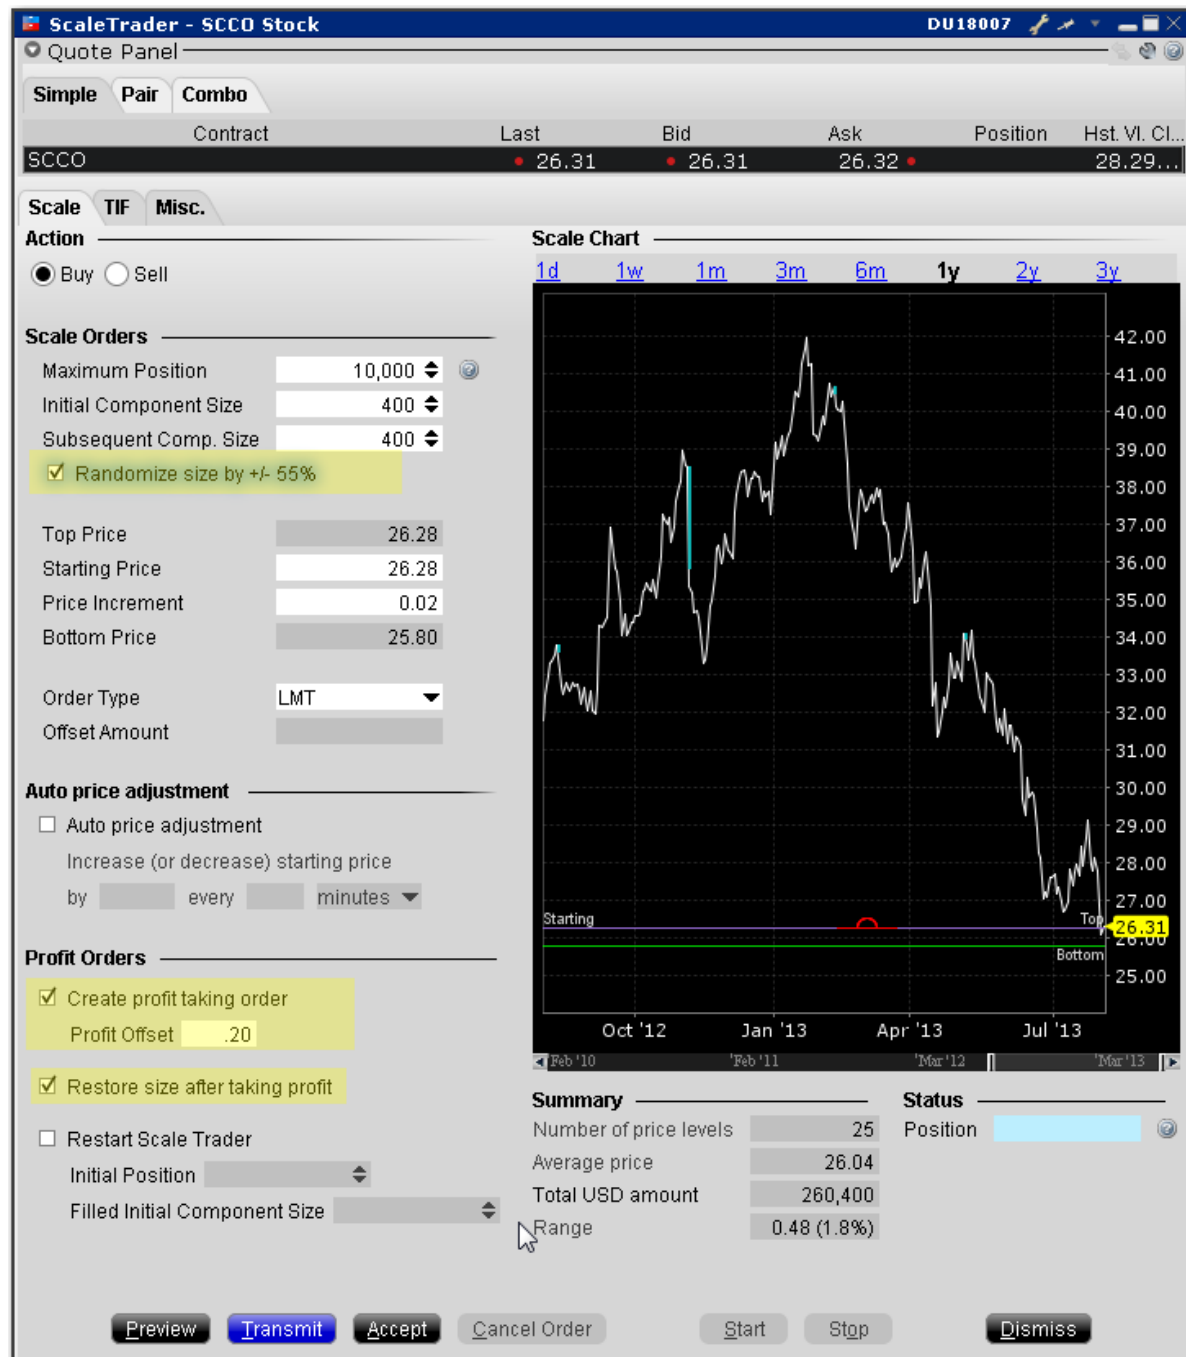 ScaleTrader - SCCO Stock DU18007
Quote Panel
Simple Pair Combo
Contract Last Bid Ask Position Hst. Vl. Cl...
SCCO 26.31 26.31 26.32 28.29...
Scale TIF Misc.
Action
Buy Sell
Scale Orders
Maximum Position 10,000
Initial Component Size 400
Subsequent Comp. Size 400
Randomize size by +/- 55%
Top Price 26.28
Starting Price 26.28
Price Increment 0.02
Bottom Price 25.80
Order Type LMT
Offset Amount
Auto price adjustment
Auto price adjustment
Increase (or decrease) starting price
by every minutes
Profit Orders
Create profit taking order
Profit Offset .20
Restore size after taking profit
Restart Scale Trader
Initial Position
Filled Initial Component Size
Scale Chart
1d 1w 1m 3m 6m 1y 2y 3y
42.00
41.00
40.00
39.00
38.00
37.00
36.00
35.00
34.00
33.00
32.00
31.00
30.00
29.00
28.00
27.00
Starting Top 26.31
26.00
Bottom
25.00
Oct '12 Jan '13 Apr '13 Jul '13
Feb '10 'Feb '11 'Mar '12 'Mar '13
Summary
Number of price levels 25
Average price 26.04
Total USD amount 260,400
Range 0.48 (1.8%)
Status
Position
Preview Transmit Accept Cancel Order Start Stop Dismiss